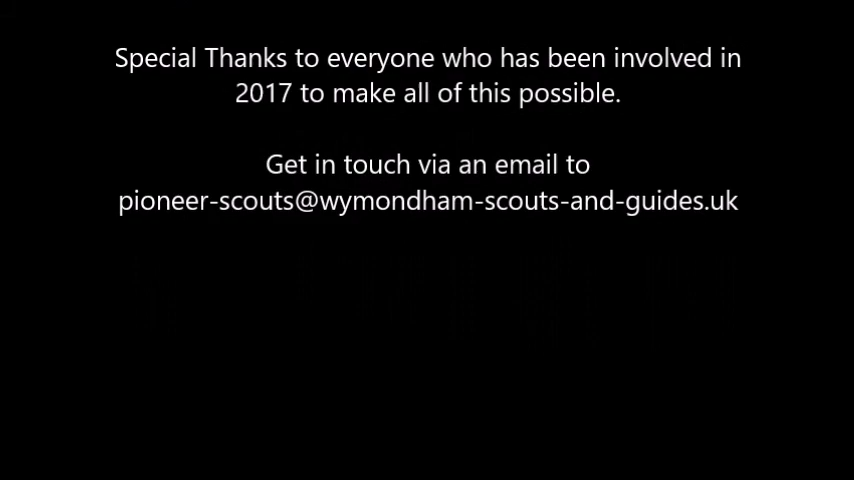 Special Thanks to everyone who has been involved in
2017 to make all of this possible.
Get in touch via an email to
pioneer-scouts@wymondham-scouts-and-guides.uk